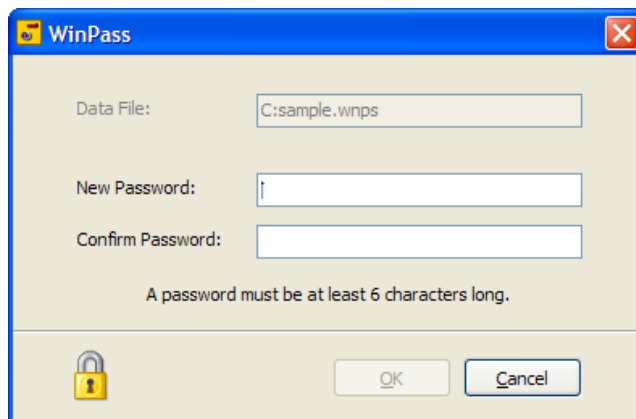 WinPass
Data File: C:sample.wnps
New Password:
Confirm Password:
A password must be at least 6 characters long.
OK Cancel